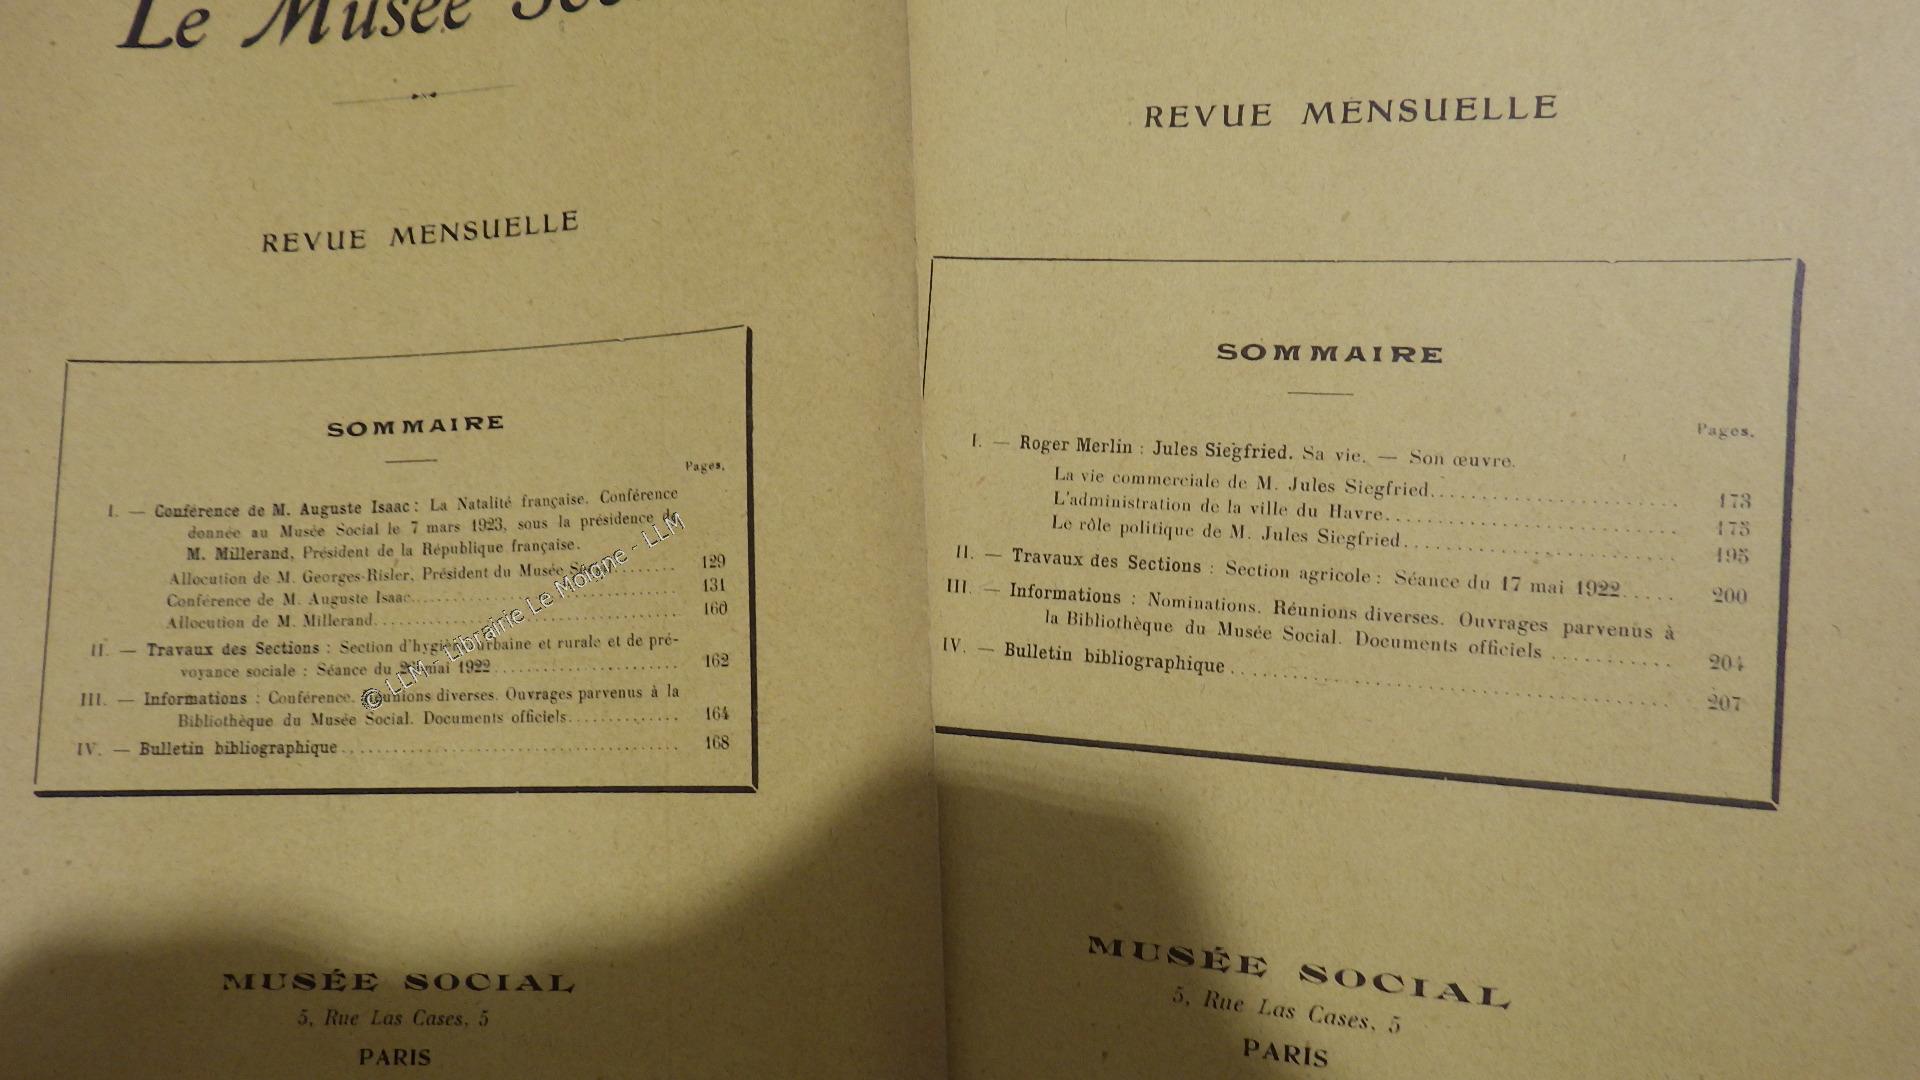 Le Musée
REVUE MENSUELLE
SOMMAIRE
Pages.
I. — Conférence de M. Auguste Isaac : La Natalité française. Conférence
donnée au Musée Social le 7 mars 1923, sous la présidence de
M. Millerand, Président de la République française.
Allocution de M. Georges-Risler, Président du Musée Social........ 129
Conférence de M. Auguste Isaac........ 131
Allocution de M. Millerand........ 160
II. — Travaux des Sections : Section d'hygiène urbaine et rurale et de pré-
voyance sociale : Séance du mai 1922........ 162
III. — Informations : Conférence. Réunions diverses. Ouvrages parvenus à la
Bibliothèque du Musée Social. Documents officiels........ 164
IV. — Bulletin bibliographique........ 168
MUSÉE SOCIAL
5, Rue Las Cases, 5
PARIS
© LLM - Librairie Le Moigne - LLM
REVUE MENSUELLE
SOMMAIRE
Pages.
I. — Roger Merlin : Jules Siegfried. Sa vie. — Son œuvre.
La vie commerciale de M. Jules Siegfried........ 173
L'administration de la ville du Havre........ 175
Le rôle politique de M. Jules Siegfried........ 195
II. — Travaux des Sections : Section agricole : Séance du 17 mai 1922...... 200
III. — Informations : Nominations. Réunions diverses. Ouvrages parvenus à
la Bibliothèque du Musée Social. Documents officiels........ 204
IV. — Bulletin bibliographique........ 207
MUSÉE SOCIAL
5, Rue Las Cases, 5
PARIS